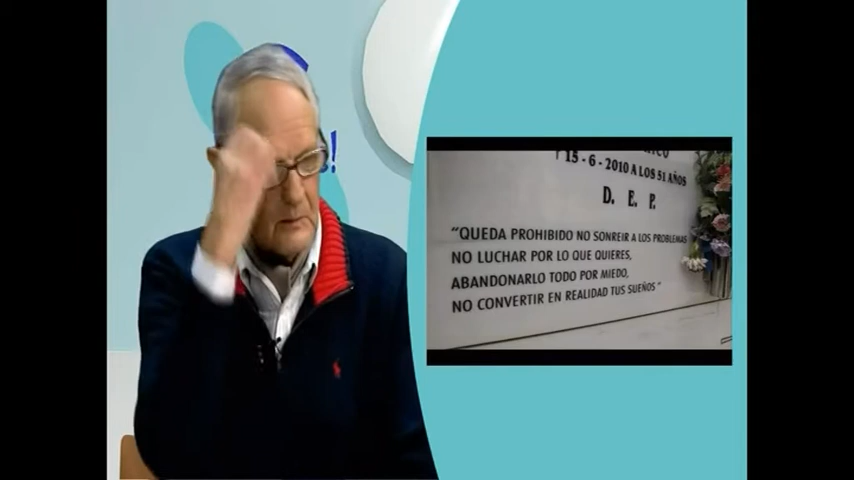 † 15 - 6 - 2010 A LOS 51 AÑOS
D. E. P.
“QUEDA PROHIBIDO NO SONREIR A LOS PROBLEMAS
NO LUCHAR POR LO QUE QUIERES,
ABANDONARLO TODO POR MIEDO,
NO CONVERTIR EN REALIDAD TUS SUEÑOS”